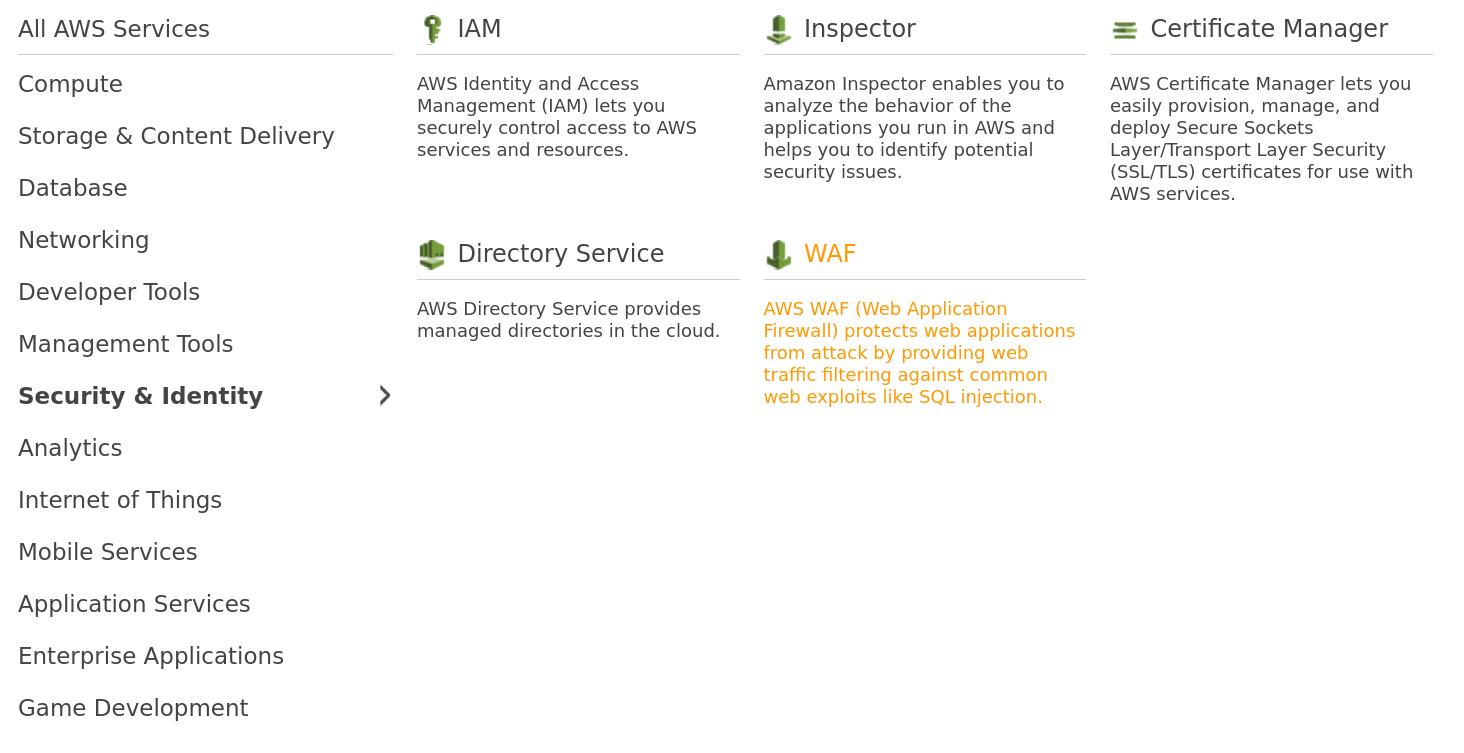 All AWS Services
Compute
Storage & Content Delivery
Database
Networking
Developer Tools
Management Tools
Security & Identity
Analytics
Internet of Things
Mobile Services
Application Services
Enterprise Applications
Game Development
IAM
AWS Identity and Access
Management (IAM) lets you
securely control access to AWS
services and resources.
Inspector
Amazon Inspector enables you to
analyze the behavior of the
applications you run in AWS and
helps you to identify potential
security issues.
Certificate Manager
AWS Certificate Manager lets you
easily provision, manage, and
deploy Secure Sockets
Layer/Transport Layer Security
(SSL/TLS) certificates for use with
AWS services.
Directory Service
AWS Directory Service provides
managed directories in the cloud.
WAF
AWS WAF (Web Application
Firewall) protects web applications
from attack by providing web
traffic filtering against common
web exploits like SQL injection.